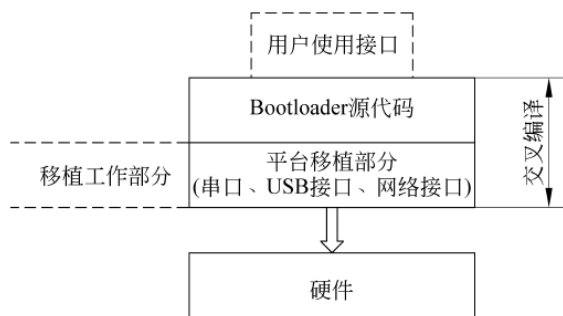 用户使用接口
Bootloader源代码
交叉编译
移植工作部分
平台移植部分
(串口、USB接口、网络接口)
硬件